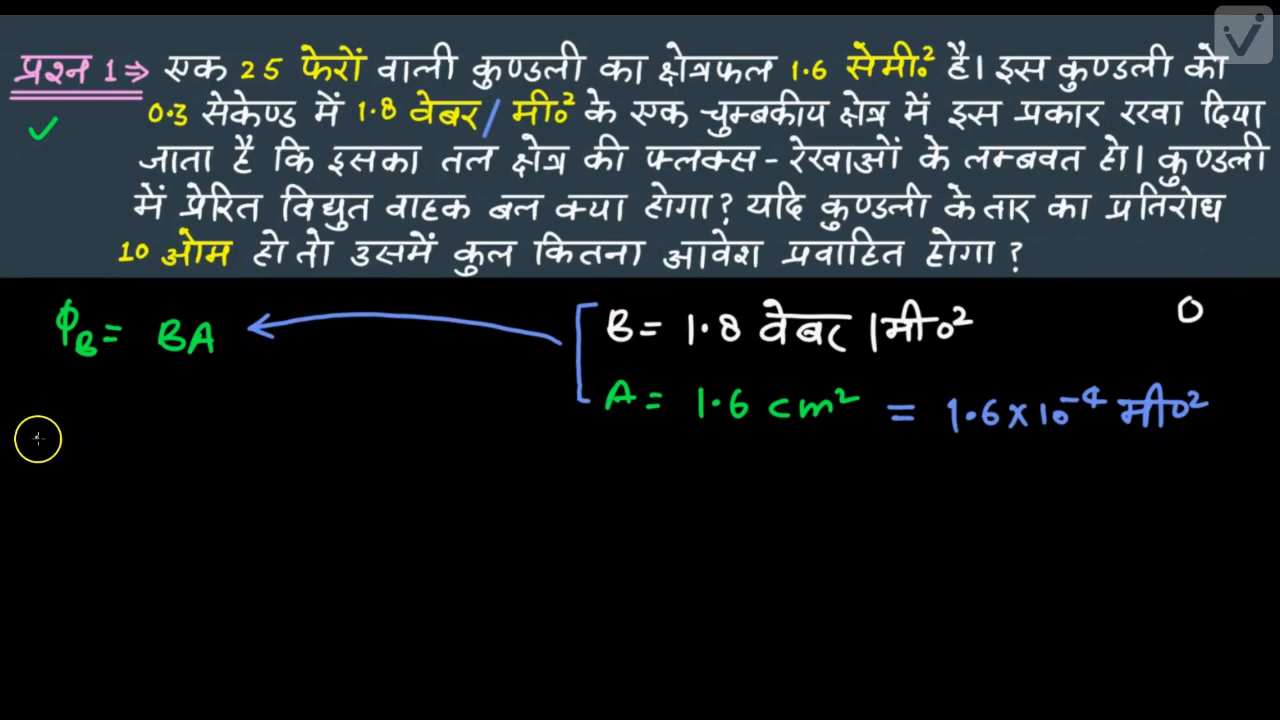 प्रश्न 1⇒ एक 25 फेरों वाली कुण्डली का क्षेत्रफल 1.6 सेमी०² है। इस कुण्डली को
0.3 सेकेण्ड में 1.8 वेबर/मी०² के एक चुम्बकीय क्षेत्र में इस प्रकार रखा दिया
जाता है कि इसका तल क्षेत्र की फ्लक्स-रेखाओं के लम्बवत हो। कुण्डली
में प्रेरित विद्युत वाहक बल क्या होगा? यदि कुण्डली के तार का प्रतिरोध
10 ओम हो तो उसमें कुल कितना आवेश प्रवाहित होगा?
ΦB = BA
B = 1.8 वेबर/मी०²
0
A = 1.6 cm² = 1.6×10⁻⁴ मी०²